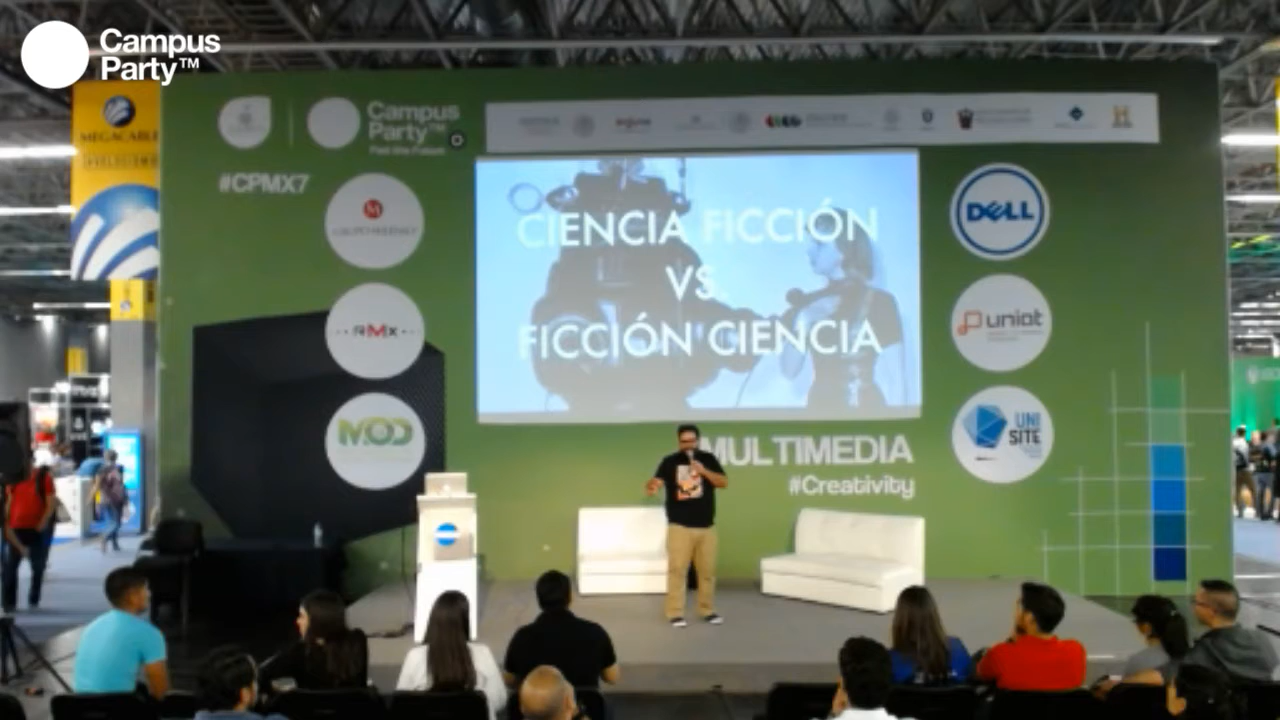 Campus
Party™
MEGACABLE
Campus
Party™
Feel the Future
#CPMX7
CIENCIA FICCIÓN
VS
FICCIÓN CIENCIA
DELL
RMX
uniat
MOD
UNI
SITE
MULTIMEDIA
#Creativity